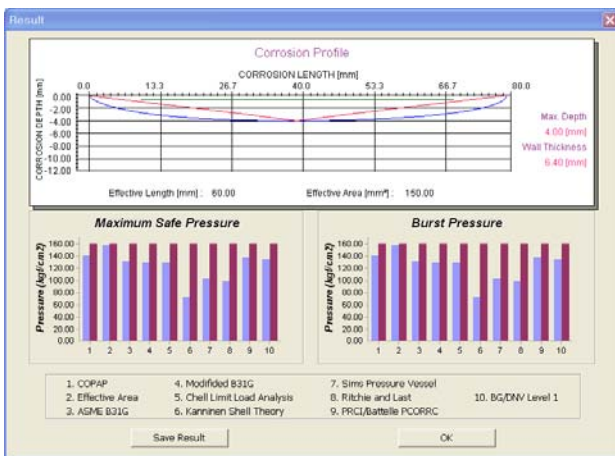 Result
Corrosion Profile
CORROSION LENGTH [mm]
0.0 13.3 26.7 40.0 53.3 66.7 80.0
CORROSION DEPTH [mm]
0.00
-2.00
-4.00
-6.00
-8.00
-10.00
-12.00
Max. Depth
4.00 [mm]
Wall Thickness
6.40 [mm]
Effective Length [mm] : 60.00 Effective Area [mm²] : 150.00
Maximum Safe Pressure
Pressure (kgf/cm2)
160.00
140.00
120.00
100.00
80.00
60.00
40.00
20.00
0.00
1 2 3 4 5 6 7 8 9 10
Burst Pressure
Pressure (kgf/cm2)
160.00
140.00
120.00
100.00
80.00
60.00
40.00
20.00
0.00
1 2 3 4 5 6 7 8 9 10
1. COPAP 4. Modifided B31G 7. Sims Pressure Vessel
2. Effective Area 5. Chell Limit Load Analysis 8. Ritchie and Last 10. BG/DNV Level 1
3. ASME B31G 6. Kanninen Shell Theory 9. PRCI/Battelle PCORRC
Save Result OK